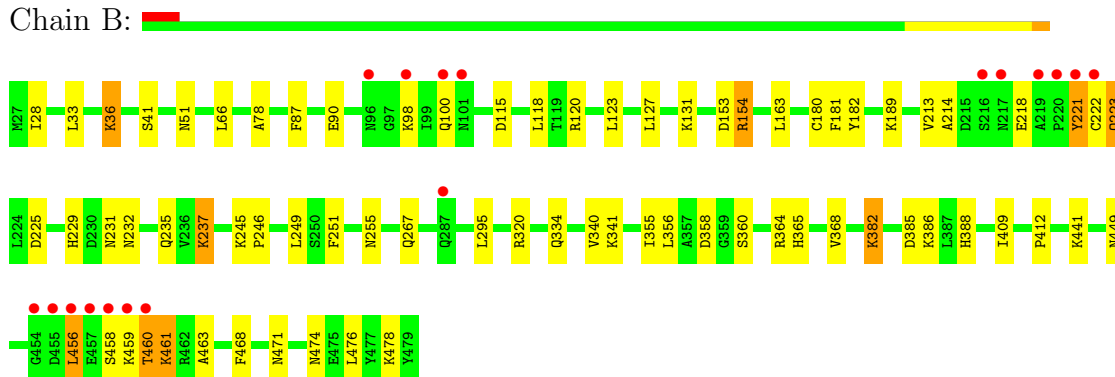 Chain B:
M27 I28 L33 K36 S41 N51 L66 A78 F87 E90 N96 G97 K98 I99 Q100 N101 D115 L118 T119 R120 L123 L127 K131 D153 R154 L163 C180 F181 Y182 K189 V213 A214 D215 S216 N217 E218 A219 P220 Y221 C222
L224 D225 H229 D230 N231 N232 Q235 V236 K237 K245 P246 L249 S250 F251 N255 Q267 Q287 L295 R320 Q334 V340 K341 I355 L356 A357 D358 G359 S360 R364 H365 V368 K382 D385 K386 L387 H388 I409 P412 K441
G454 D455 L456 E457 S458 K459 T460 K461 R462 A463 F468 N471 N474 E475 L476 Y477 K478 Y479